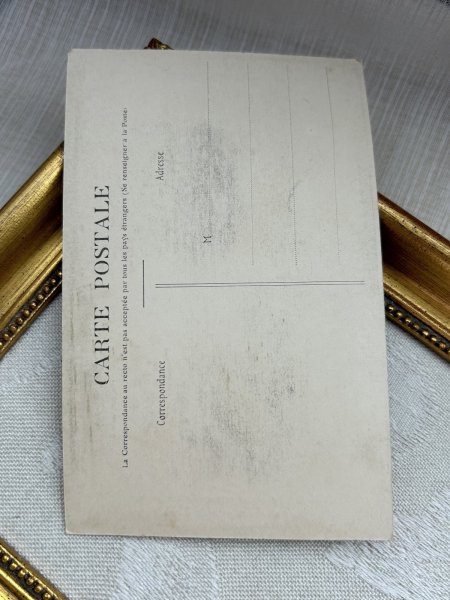 CARTE POSTALE
La Correspondance au recto n'est pas acceptée par tous les pays étrangers (Se renseigner à la Poste)
Correspondance
Adresse
M